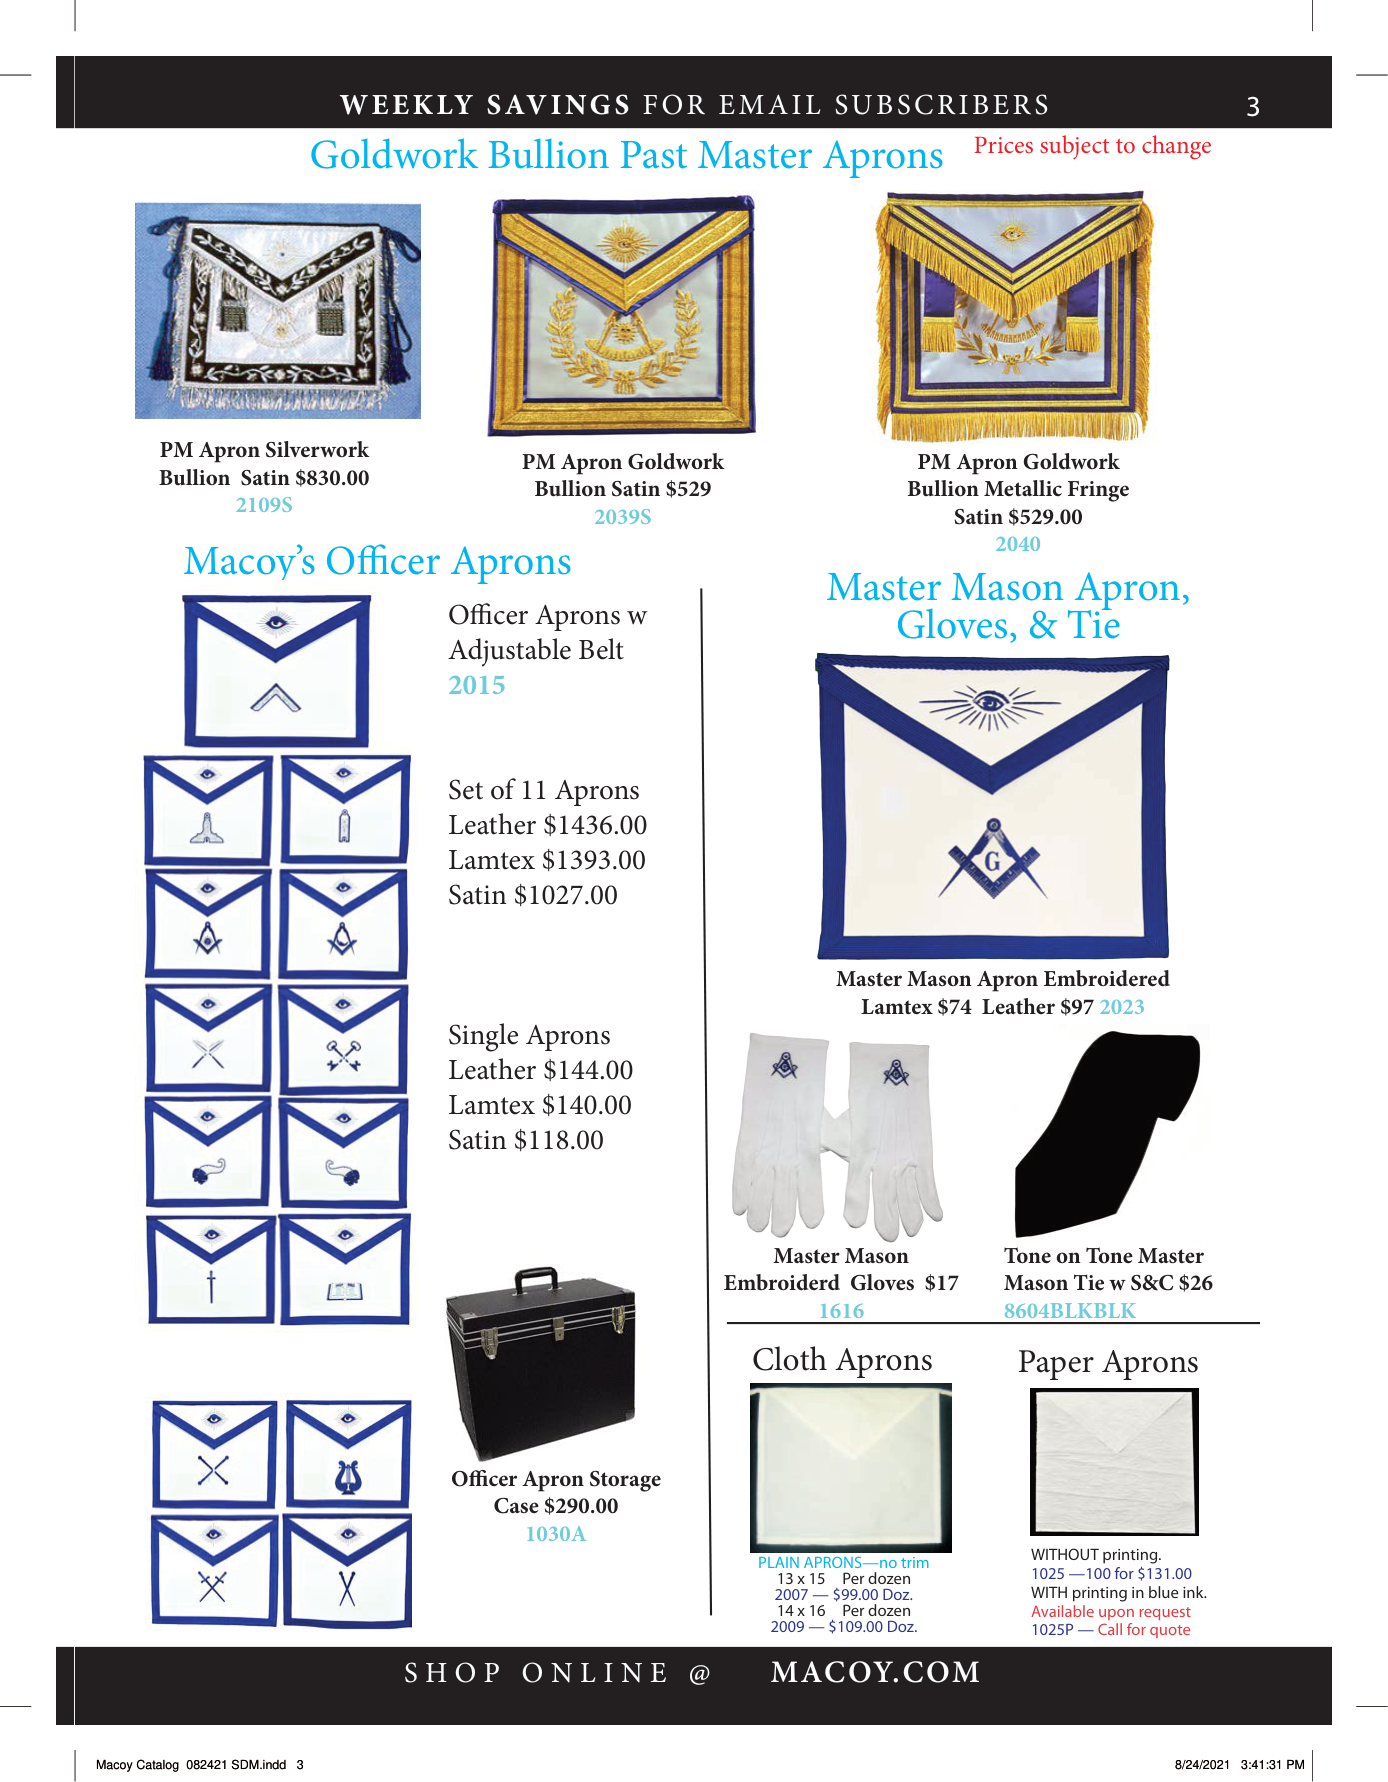 WEEKLY SAVINGS FOR EMAIL SUBSCRIBERS
3
Goldwork Bullion Past Master Aprons
Prices subject to change
PM Apron Silverwork
Bullion Satin $830.00
2109S
PM Apron Goldwork
Bullion Satin $529
2039S
PM Apron Goldwork
Bullion Metallic Fringe
Satin $529.00
2040
Macoy’s Officer Aprons
Officer Aprons w
Adjustable Belt
2015
Set of 11 Aprons
Leather $1436.00
Lamtex $1393.00
Satin $1027.00
Single Aprons
Leather $144.00
Lamtex $140.00
Satin $118.00
Officer Apron Storage
Case $290.00
1030A
Master Mason Apron,
Gloves, & Tie
G
Master Mason Apron Embroidered
Lamtex $74 Leather $97 2023
Master Mason
Embroiderd Gloves $17
1616
Tone on Tone Master
Mason Tie w S&C $26
8604BLKBLK
Cloth Aprons
PLAIN APRONS—no trim
13 x 15 Per dozen
2007 — $99.00 Doz.
14 x 16 Per dozen
2009 — $109.00 Doz.
Paper Aprons
WITHOUT printing.
1025 —100 for $131.00
WITH printing in blue ink.
Available upon request
1025P — Call for quote
SHOP ONLINE @ MACOY.COM
Macoy Catalog 082421 SDM.indd 3
8/24/2021 3:41:31 PM